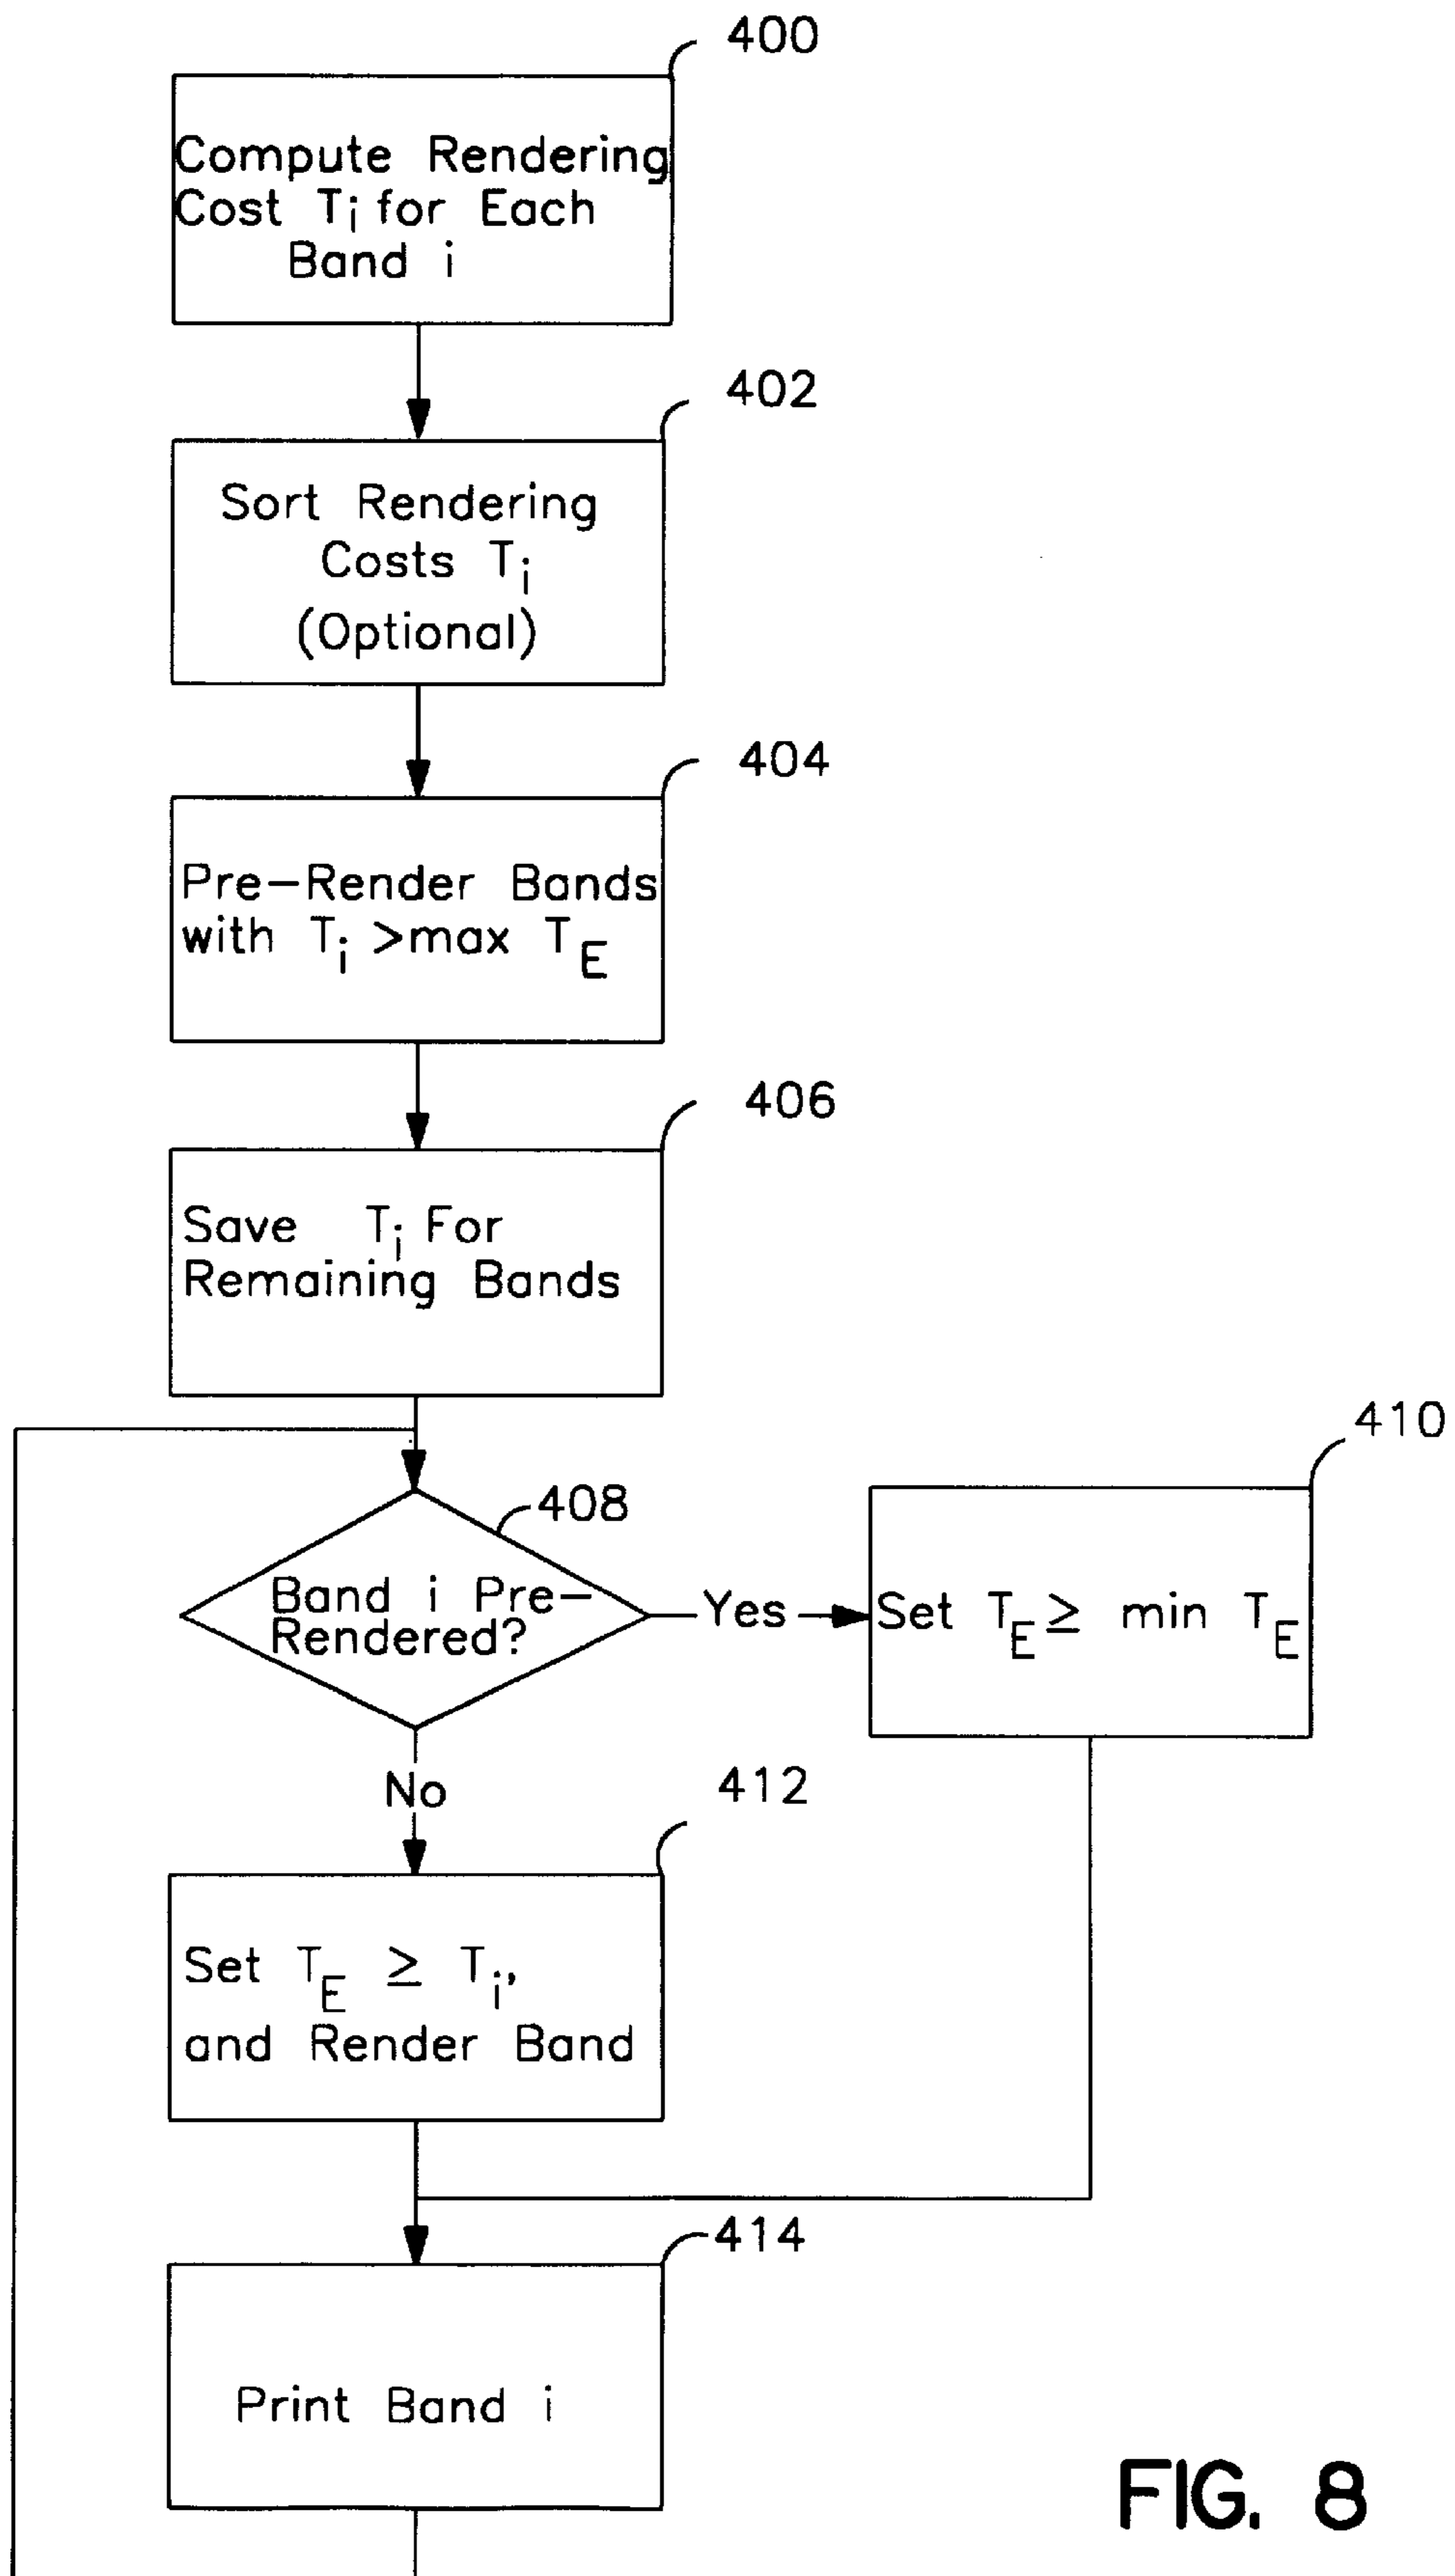 400
Compute Rendering
Cost Ti for Each
Band i
402
Sort Rendering
Costs Ti
(Optional)
404
Pre-Render Bands
with Ti >max TE
406
Save Ti For
Remaining Bands
408
Band i Pre-
Rendered?
Yes
410
Set TE ≥ min TE
No
412
Set TE ≥ Ti,
and Render Band
414
Print Band i
FIG. 8